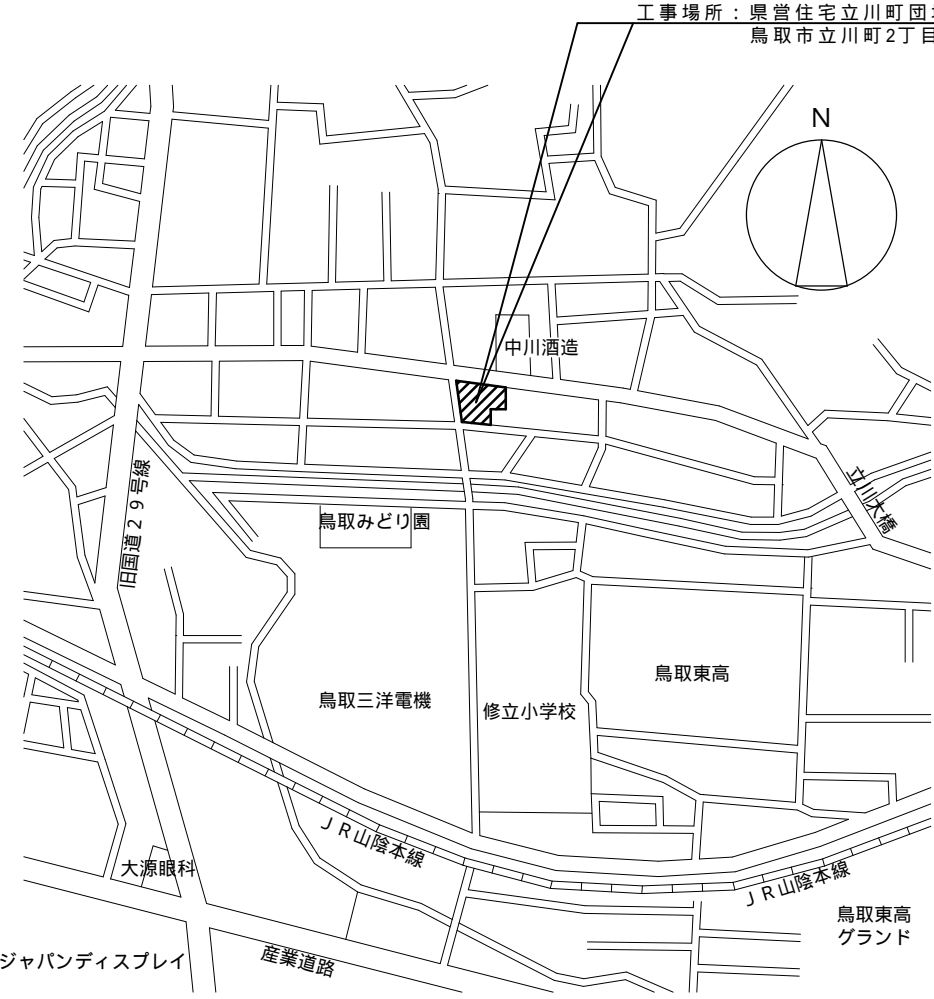 工事場所：県営住宅立川町団
鳥取市立川町2丁目
N
中川酒造
立川大橋
旧国道２９号線
鳥取みどり園
鳥取東高
鳥取三洋電機
修立小学校
ＪＲ山陰本線
大源眼科
ＪＲ山陰本線
鳥取東高
グランド
ジャパンディスプレイ
産業道路